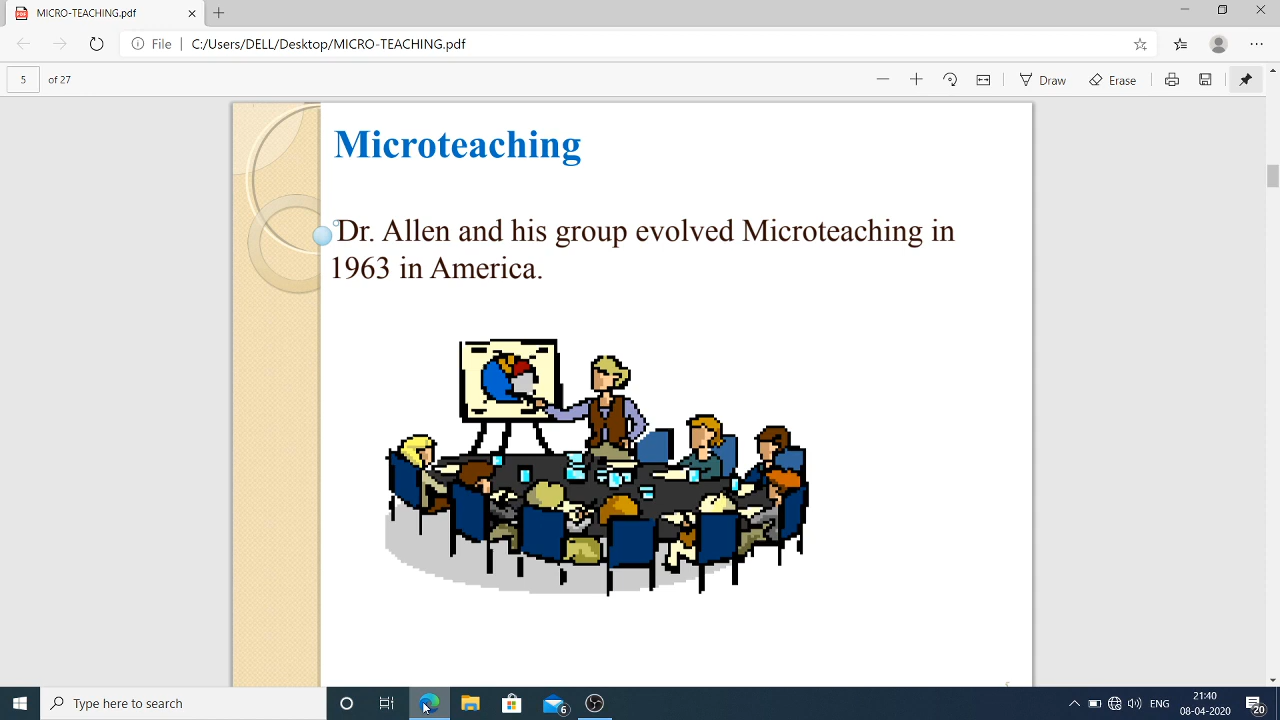 MICRO-TEACHING.pdf
File
C:/Users/DELL/Desktop/MICRO-TEACHING.pdf
5
of 27
Draw
Erase
Microteaching
Dr. Allen and his group evolved Microteaching in
1963 in America.
Type here to search
6
ENG
21:40
08-04-2020
20